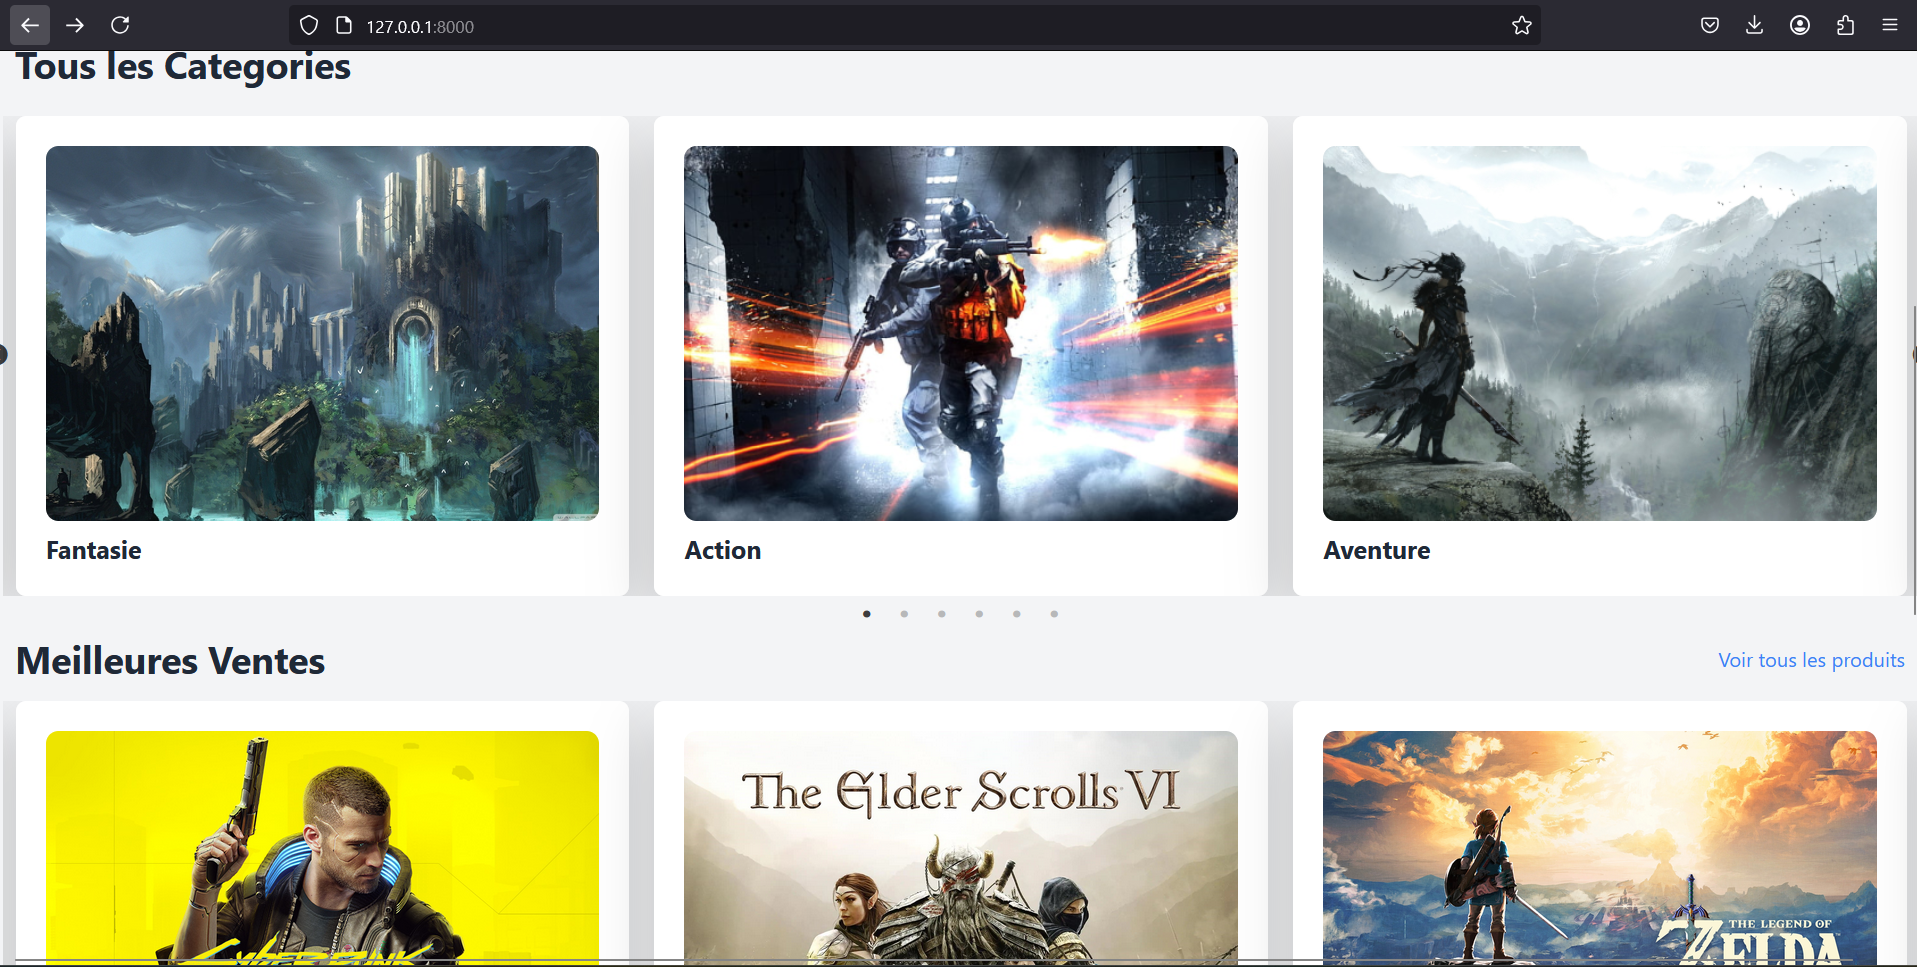 127.0.0.1:8000
Tous les Categories
Fantasie
Action
Aventure
Meilleures Ventes
Voir tous les produits
The Elder Scrolls VI
THE LEGEND OF
ZELDA
CYBERPUNK